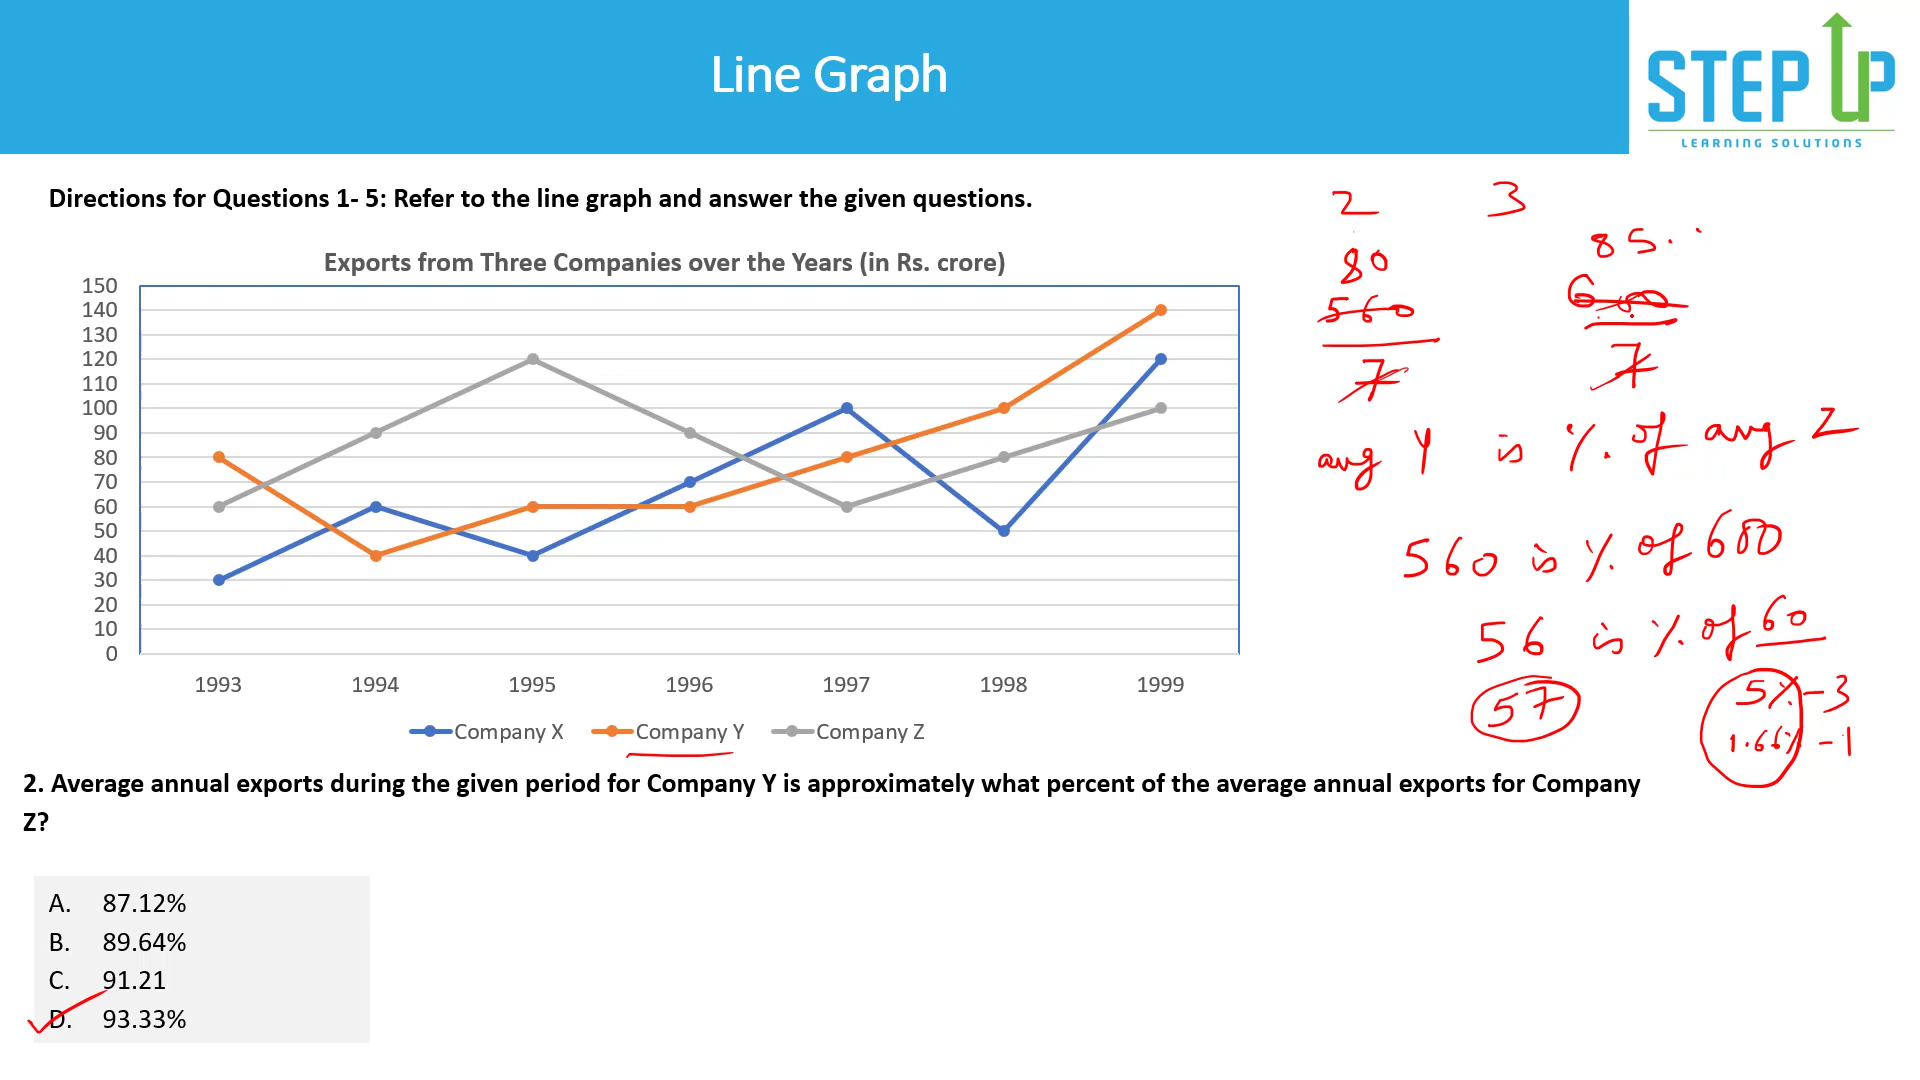 Line Graph
STEP UP
LEARNING SOLUTIONS
Directions for Questions 1- 5: Refer to the line graph and answer the given questions.
Exports from Three Companies over the Years (in Rs. crore)
150
140
130
120
110
100
90
80
70
60
50
40
30
20
10
0
1993 1994 1995 1996 1997 1998 1999
Company X Company Y Company Z
2 3
80 85..
560
7 7
avg Y is % of avg Z
560 is % of 600
56 is % of 60
57 5% - 3
1.66% - 1
2. Average annual exports during the given period for Company Y is approximately what percent of the average annual exports for Company
Z?
A. 87.12%
B. 89.64%
C. 91.21
D. 93.33%